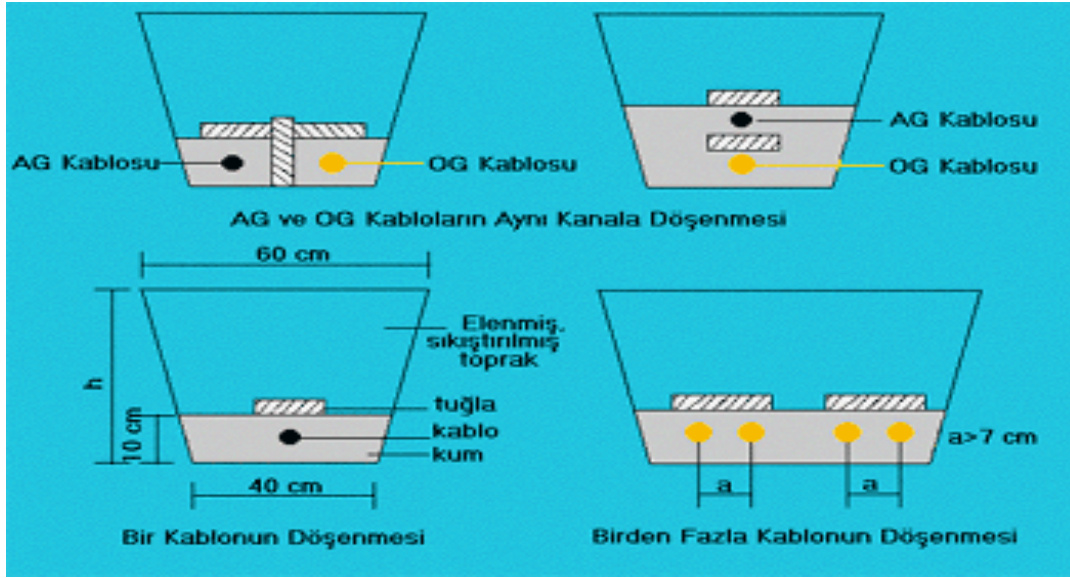 AG Kablosu
OG Kablosu
AG Kablosu
OG Kablosu
AG ve OG Kabloların Aynı Kanala Döşenmesi
60 cm
h
10 cm
Elenmiş,
sıkıştırılmış
toprak
tuğla
kablo
kum
40 cm
Bir Kablonun Döşenmesi
a>7 cm
a
a
Birden Fazla Kablonun Döşenmesi